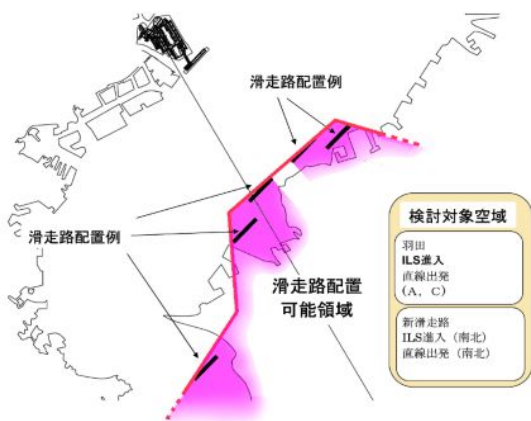 滑走路配置例
滑走路配置例
滑走路配置
可能領域
検討対象空域
羽田
ILS進入
直線出発
(A, C)
新滑走路
ILS進入（南北）
直線出発（南北）